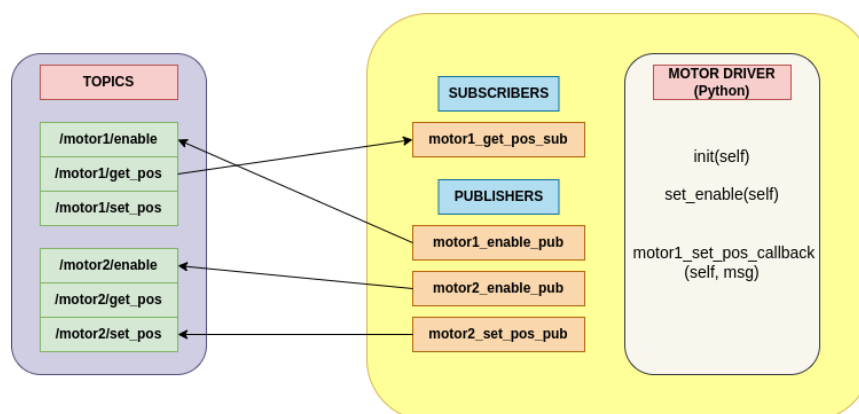 TOPICS
/motor1/enable
/motor1/get_pos
/motor1/set_pos
/motor2/enable
/motor2/get_pos
/motor2/set_pos
SUBSCRIBERS
motor1_get_pos_sub
PUBLISHERS
motor1_enable_pub
motor2_enable_pub
motor2_set_pos_pub
MOTOR DRIVER
(Python)
init(self)
set_enable(self)
motor1_set_pos_callback
(self, msg)